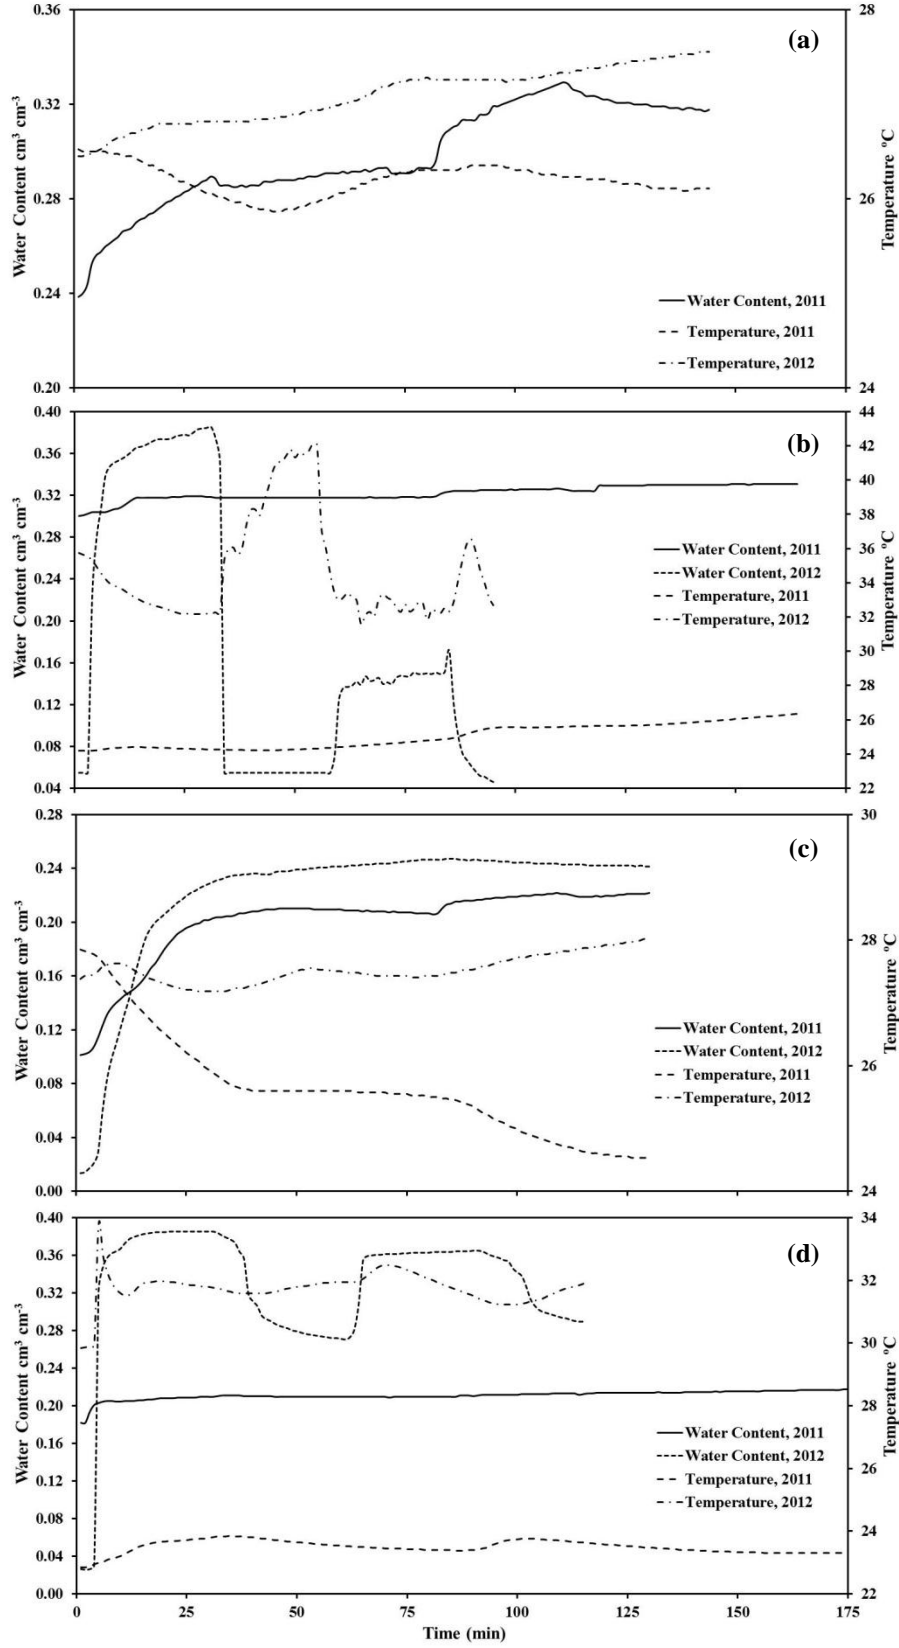 0.36
0.32
0.28
0.24
0.20
Water Content cm³ cm⁻³
(a)
28
26
24
Temperature ºC
Water Content, 2011
Temperature, 2011
Temperature, 2012
0.40
0.36
0.32
0.28
0.24
0.20
0.16
0.12
0.08
0.04
Water Content cm³ cm⁻³
(b)
44
42
40
38
36
34
32
30
28
26
24
22
Temperature ºC
Water Content, 2011
Water Content, 2012
Temperature, 2011
Temperature, 2012
0.28
0.24
0.20
0.16
0.12
0.08
0.04
0.00
Water Content cm³ cm⁻³
(c)
30
28
26
24
Temperature ºC
Water Content, 2011
Water Content, 2012
Temperature, 2011
Temperature, 2012
0.40
0.36
0.32
0.28
0.24
0.20
0.16
0.12
0.08
0.04
0.00
Water Content cm³ cm⁻³
(d)
34
32
30
28
26
24
22
Temperature ºC
Water Content, 2011
Water Content, 2012
Temperature, 2011
Temperature, 2012
0 25 50 75 100 125 150 175
Time (min)